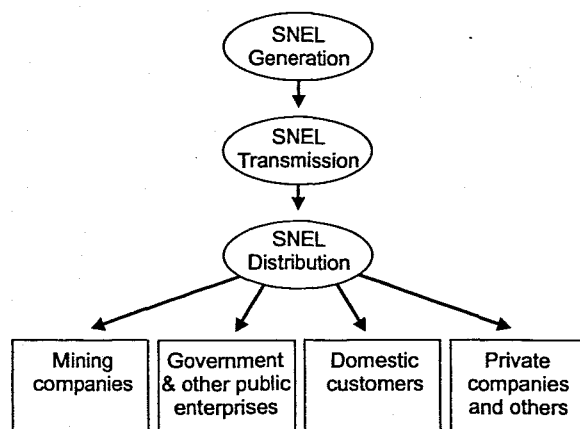 SNEL
Generation
SNEL
Transmission
SNEL
Distribution
Mining
companies
Government
& other public
enterprises
Domestic
customers
Private
companies
and others